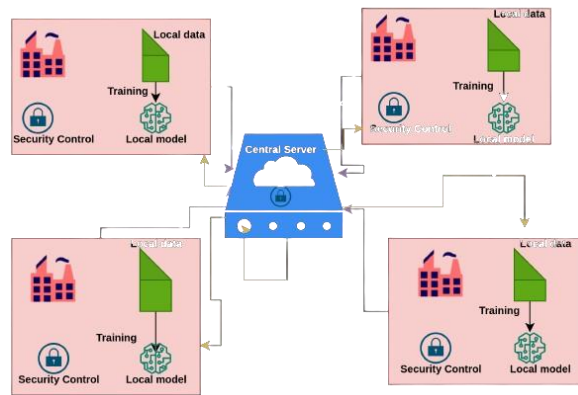 Local data
Training
Security Control
Local model
Local data
Training
Security Control
Local model
Central Server
Local data
Training
Security Control
Local model
Local data
Training
Security Control
Local model